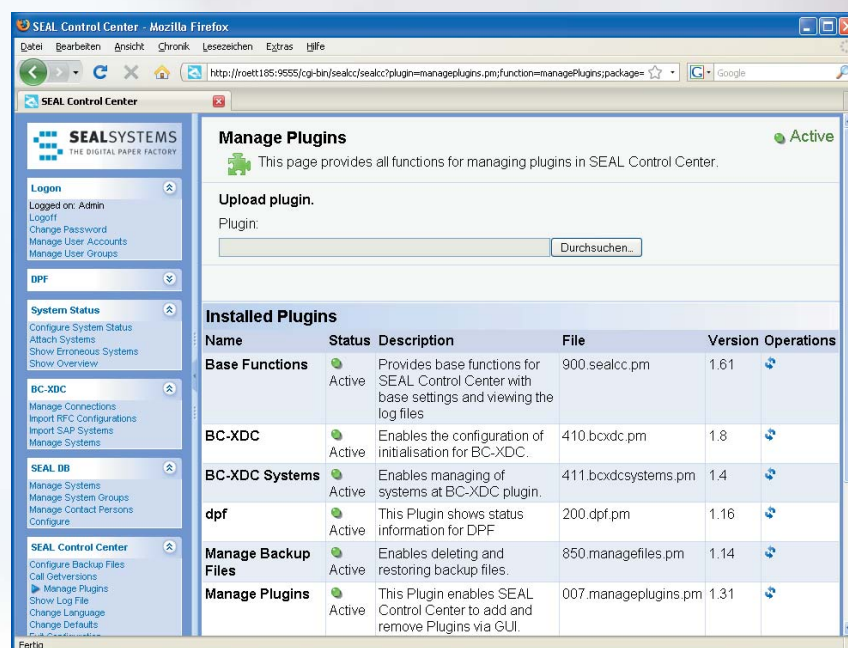 SEAL Control Center - Mozilla Firefox
Datei Bearbeiten Ansicht Chronik Lesezeichen Extras Hilfe
http://roett185:9555/cgi-bin/sealcc/sealcc?plugin=manageplugins.pm;function=managePlugins;package=
Google
SEAL Control Center
SEALSYSTEMS
THE DIGITAL PAPER FACTORY
Logon
Logged on: Admin
Logoff
Change Password
Manage User Accounts
Manage User Groups
DPF
System Status
Configure System Status
Attach Systems
Show Erroneous Systems
Show Overview
BC-XDC
Manage Connections
Import RFC Configurations
Import SAP Systems
Manage Systems
SEAL DB
Manage Systems
Manage System Groups
Manage Contact Persons
Configure
SEAL Control Center
Configure Backup Files
Call Getversions
Manage Plugins
Show Log File
Change Language
Change Defaults
Manage Plugins
Active
This page provides all functions for managing plugins in SEAL Control Center.
Upload plugin.
Plugin:
Durchsuchen...
Installed Plugins
Name Status Description File Version Operations
Base Functions Active Provides base functions for SEAL Control Center with base settings and viewing the log files 900.sealcc.pm 1.61
BC-XDC Active Enables the configuration of initialisation for BC-XDC. 410.bcxdc.pm 1.8
BC-XDC Systems Active Enables managing of systems at BC-XDC plugin. 411.bcxdcsystems.pm 1.4
dpf Active This Plugin shows status information for DPF 200.dpf.pm 1.16
Manage Backup Files Active Enables deleting and restoring backup files. 850.managefiles.pm 1.14
Manage Plugins Active This Plugin enables SEAL Control Center to add and remove Plugins via GUI. 007.manageplugins.pm 1.31
Fertig